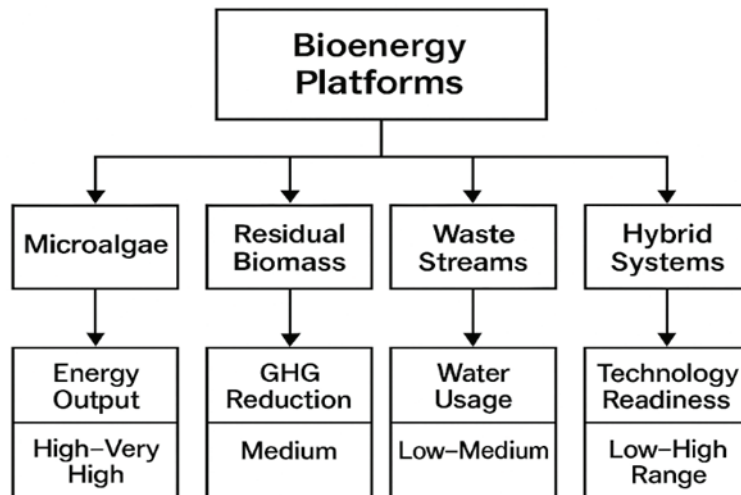 Bioenergy
Platforms
Microalgae
Residual
Biomass
Waste
Streams
Hybrid
Systems
Energy
Output
High–Very
High
GHG
Reduction
Medium
Water
Usage
Low–Medium
Technology
Readiness
Low–High
Range